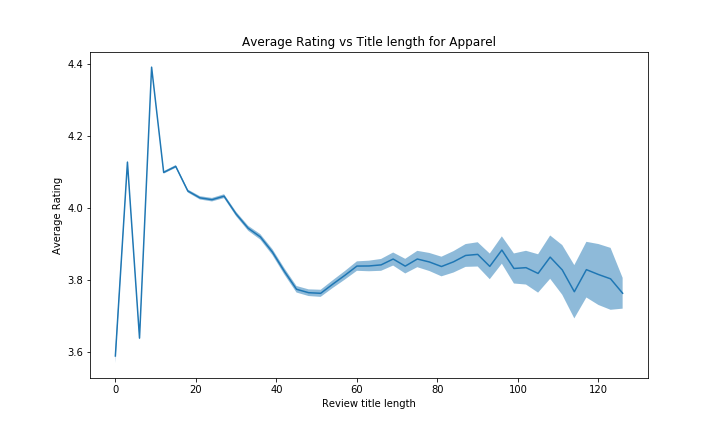 Average Rating vs Title length for Apparel
4.4
4.2
4.0
3.8
3.6
Average Rating
0 20 40 60 80 100 120
Review title length